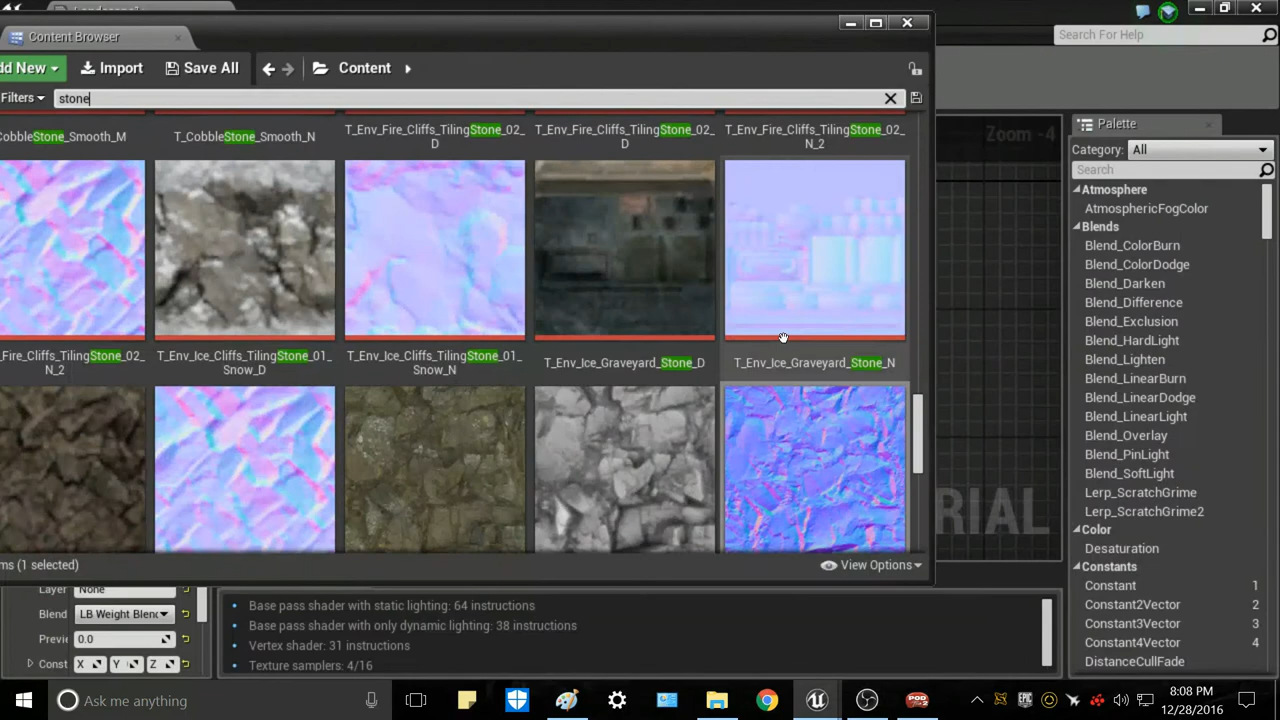 Content Browser
Search For Help
dd New
Import
Save All
Content
Filters
stone
Zoom -4
Palette
Category:
All
Search
CobbleStone_Smooth_M
T_CobbleStone_Smooth_N
T_Env_Fire_Cliffs_TilingStone_02_
D
T_Env_Fire_Cliffs_TilingStone_02_
D
T_Env_Fire_Cliffs_TilingStone_02_
N_2
_Fire_Cliffs_TilingStone_02_
N_2
T_Env_Ice_Cliffs_TilingStone_01_
Snow_D
T_Env_Ice_Cliffs_TilingStone_01_
Snow_N
T_Env_Ice_Graveyard_Stone_D
T_Env_Ice_Graveyard_Stone_N
RIAL
ms (1 selected)
View Options
Atmosphere
AtmosphericFogColor
Blends
Blend_ColorBurn
Blend_ColorDodge
Blend_Darken
Blend_Difference
Blend_Exclusion
Blend_HardLight
Blend_Lighten
Blend_LinearBurn
Blend_LinearDodge
Blend_LinearLight
Blend_Overlay
Blend_PinLight
Blend_SoftLight
Lerp_ScratchGrime
Lerp_ScratchGrime2
Color
Desaturation
Constants
Constant 1
Constant2Vector 2
Constant3Vector 3
Constant4Vector 4
DistanceCullFade
Layer None
Blend LB Weight Blend
Previe 0.0
Const X Y Z
Base pass shader with static lighting: 64 instructions
Base pass shader with only dynamic lighting: 38 instructions
Vertex shader: 31 instructions
Texture samplers: 4/16
Ask me anything
EPIC
POD
8:08 PM
12/28/2016